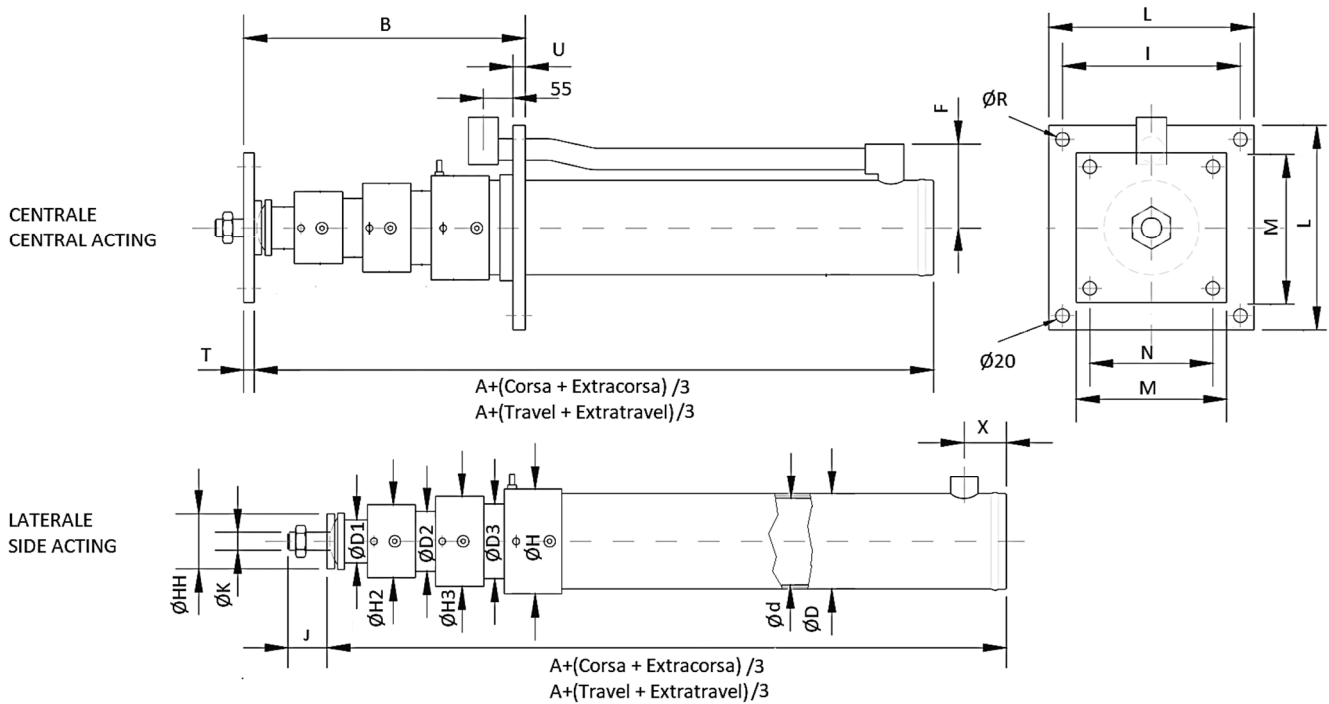 B
U
55
F
CENTRALE
CENTRAL ACTING
T
A+(Corsa + Extracorsa) /3
A+(Travel + Extratravel)/3
L
I
ØR
M
L
Ø20
N
M
LATERALE
SIDE ACTING
X
ØHH
ØK
ØD1
ØH2
ØD2
ØH3
ØD3
ØH
Ød
ØD
J
A+(Corsa + Extracorsa) /3
A+(Travel + Extratravel)/3